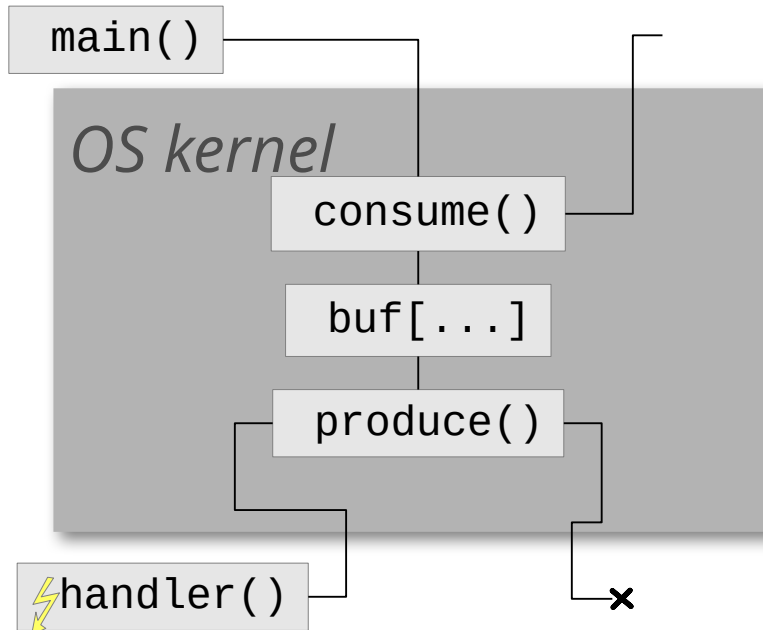 main()
OS kernel
consume()
buf[...]
produce()
handler()